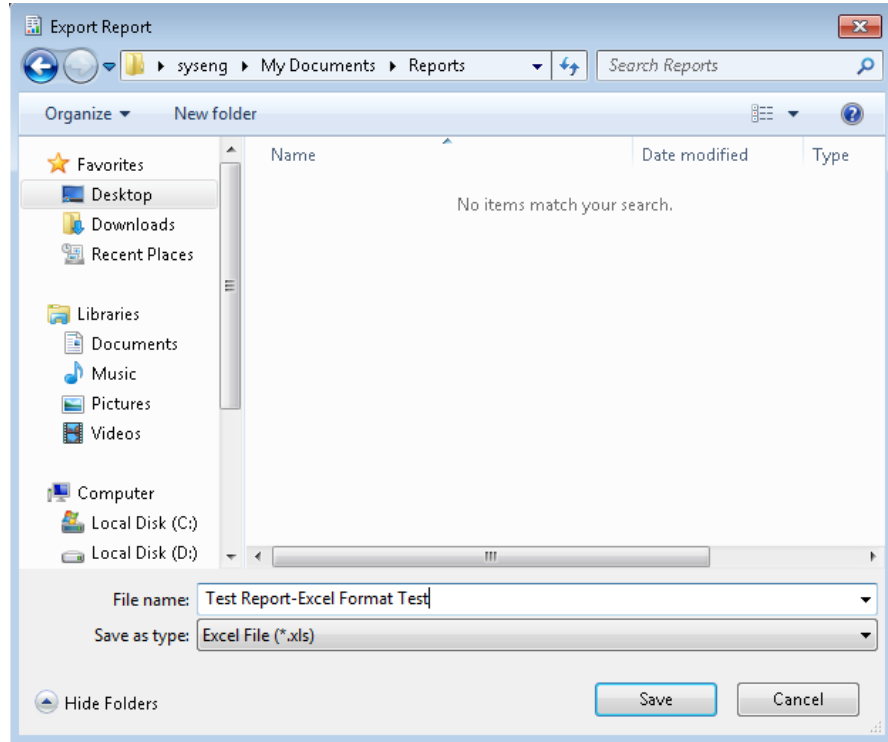 Export Report
syseng My Documents Reports Search Reports
Organize New folder
Name Date modified Type
No items match your search.
Favorites
Desktop
Downloads
Recent Places
Libraries
Documents
Music
Pictures
Videos
Computer
Local Disk (C:)
Local Disk (D:)
File name: Test Report-Excel Format Test
Save as type: Excel File (*.xls)
Hide Folders Save Cancel